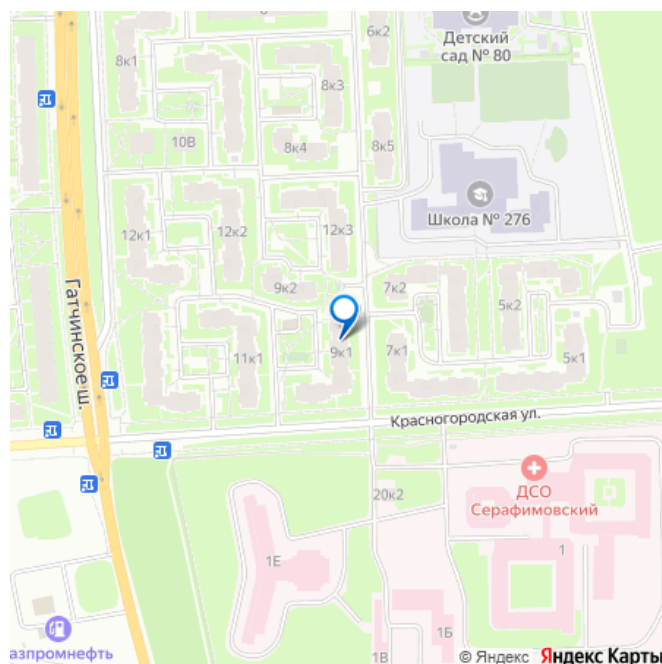 6к2
Детский
сад № 80
8к1
8к3
10В
8к4
8к5
Школа № 276
12к1
12к2
12к3
9к2
7к2
5к2
Гатчинское ш.
11к1
9к1
7к1
5к1
Красногородская ул.
ДСО
Серафимовский
20к2
1Е
1
1Б
1В
азпромнефть
© Яндекс Яндекс Карты